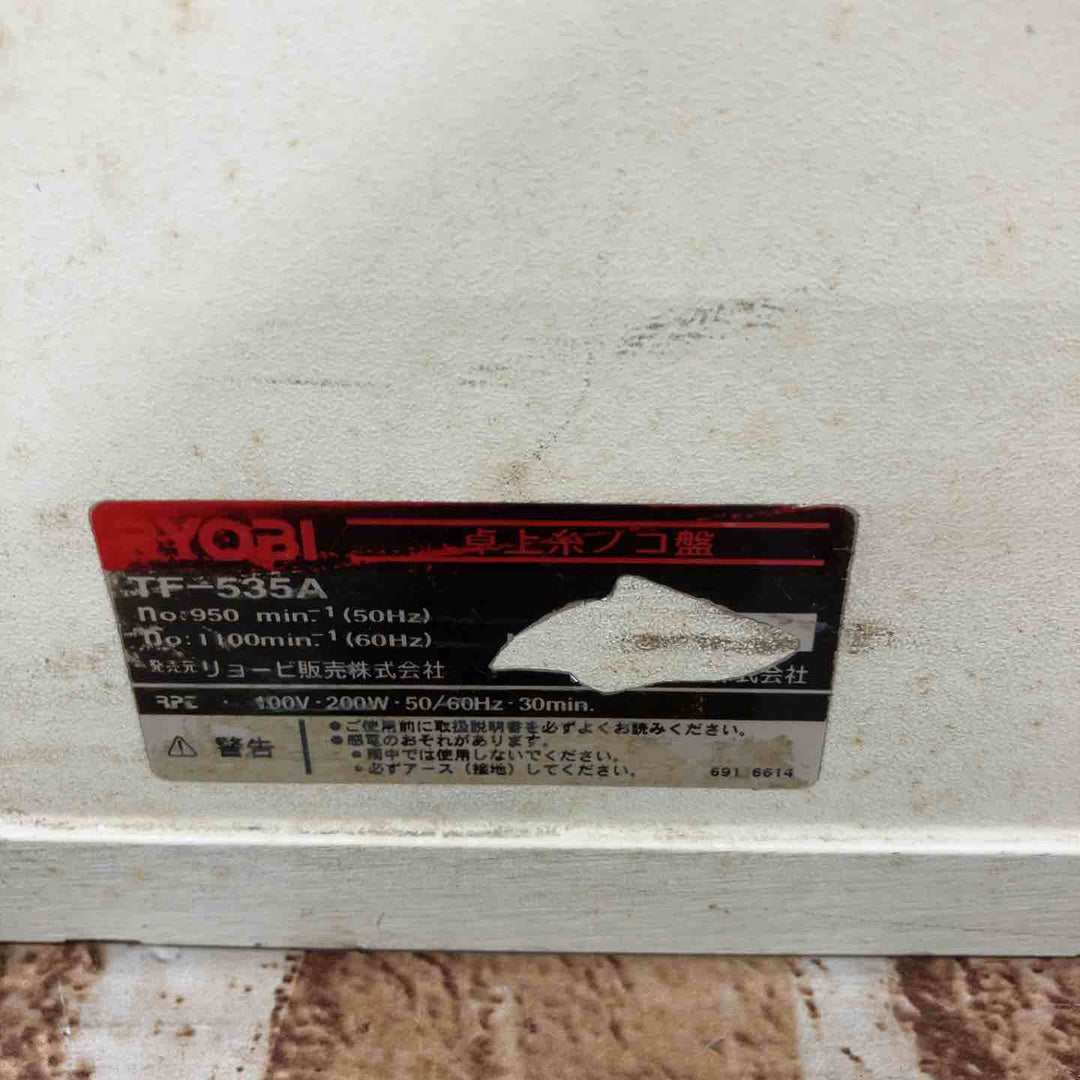 RYOBI 卓上糸ノコ盤
TF-535A
no:950 min.⁻¹ (50Hz)
no:1100min.⁻¹ (60Hz)
発売元 リョービ販売株式会社 株式会社
100V・200W・50/60Hz・30min.
⚠ 警告
●ご使用前に取扱説明書を必ずよくお読みください。
●感電のおそれがあります。
●雨中では使用しないでください。
●必ずアース(接地)してください。
691 6614